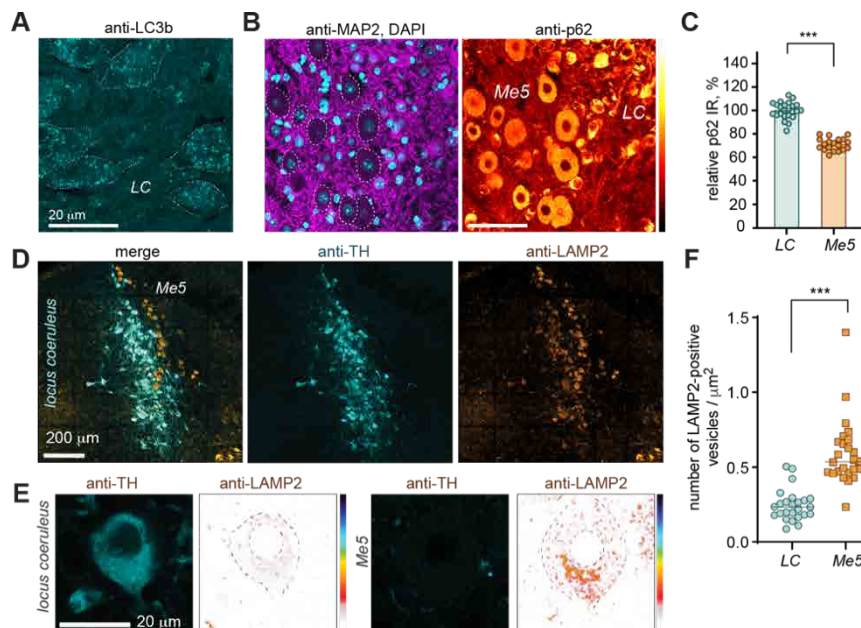 A
anti-LC3b
LC
20 μm
B
anti-MAP2, DAPI
anti-p62
Me5
LC
C
***
relative p62 IR, %
140
120
100
80
60
40
20
0
LC
Me5
D
merge
anti-TH
anti-LAMP2
locus coeruleus
Me5
200 μm
E
anti-TH
anti-LAMP2
anti-TH
anti-LAMP2
locus coeruleus
Me5
20 μm
F
***
number of LAMP2-positive
vesicles / μm²
1.5
1.0
0.5
0.0
LC
Me5